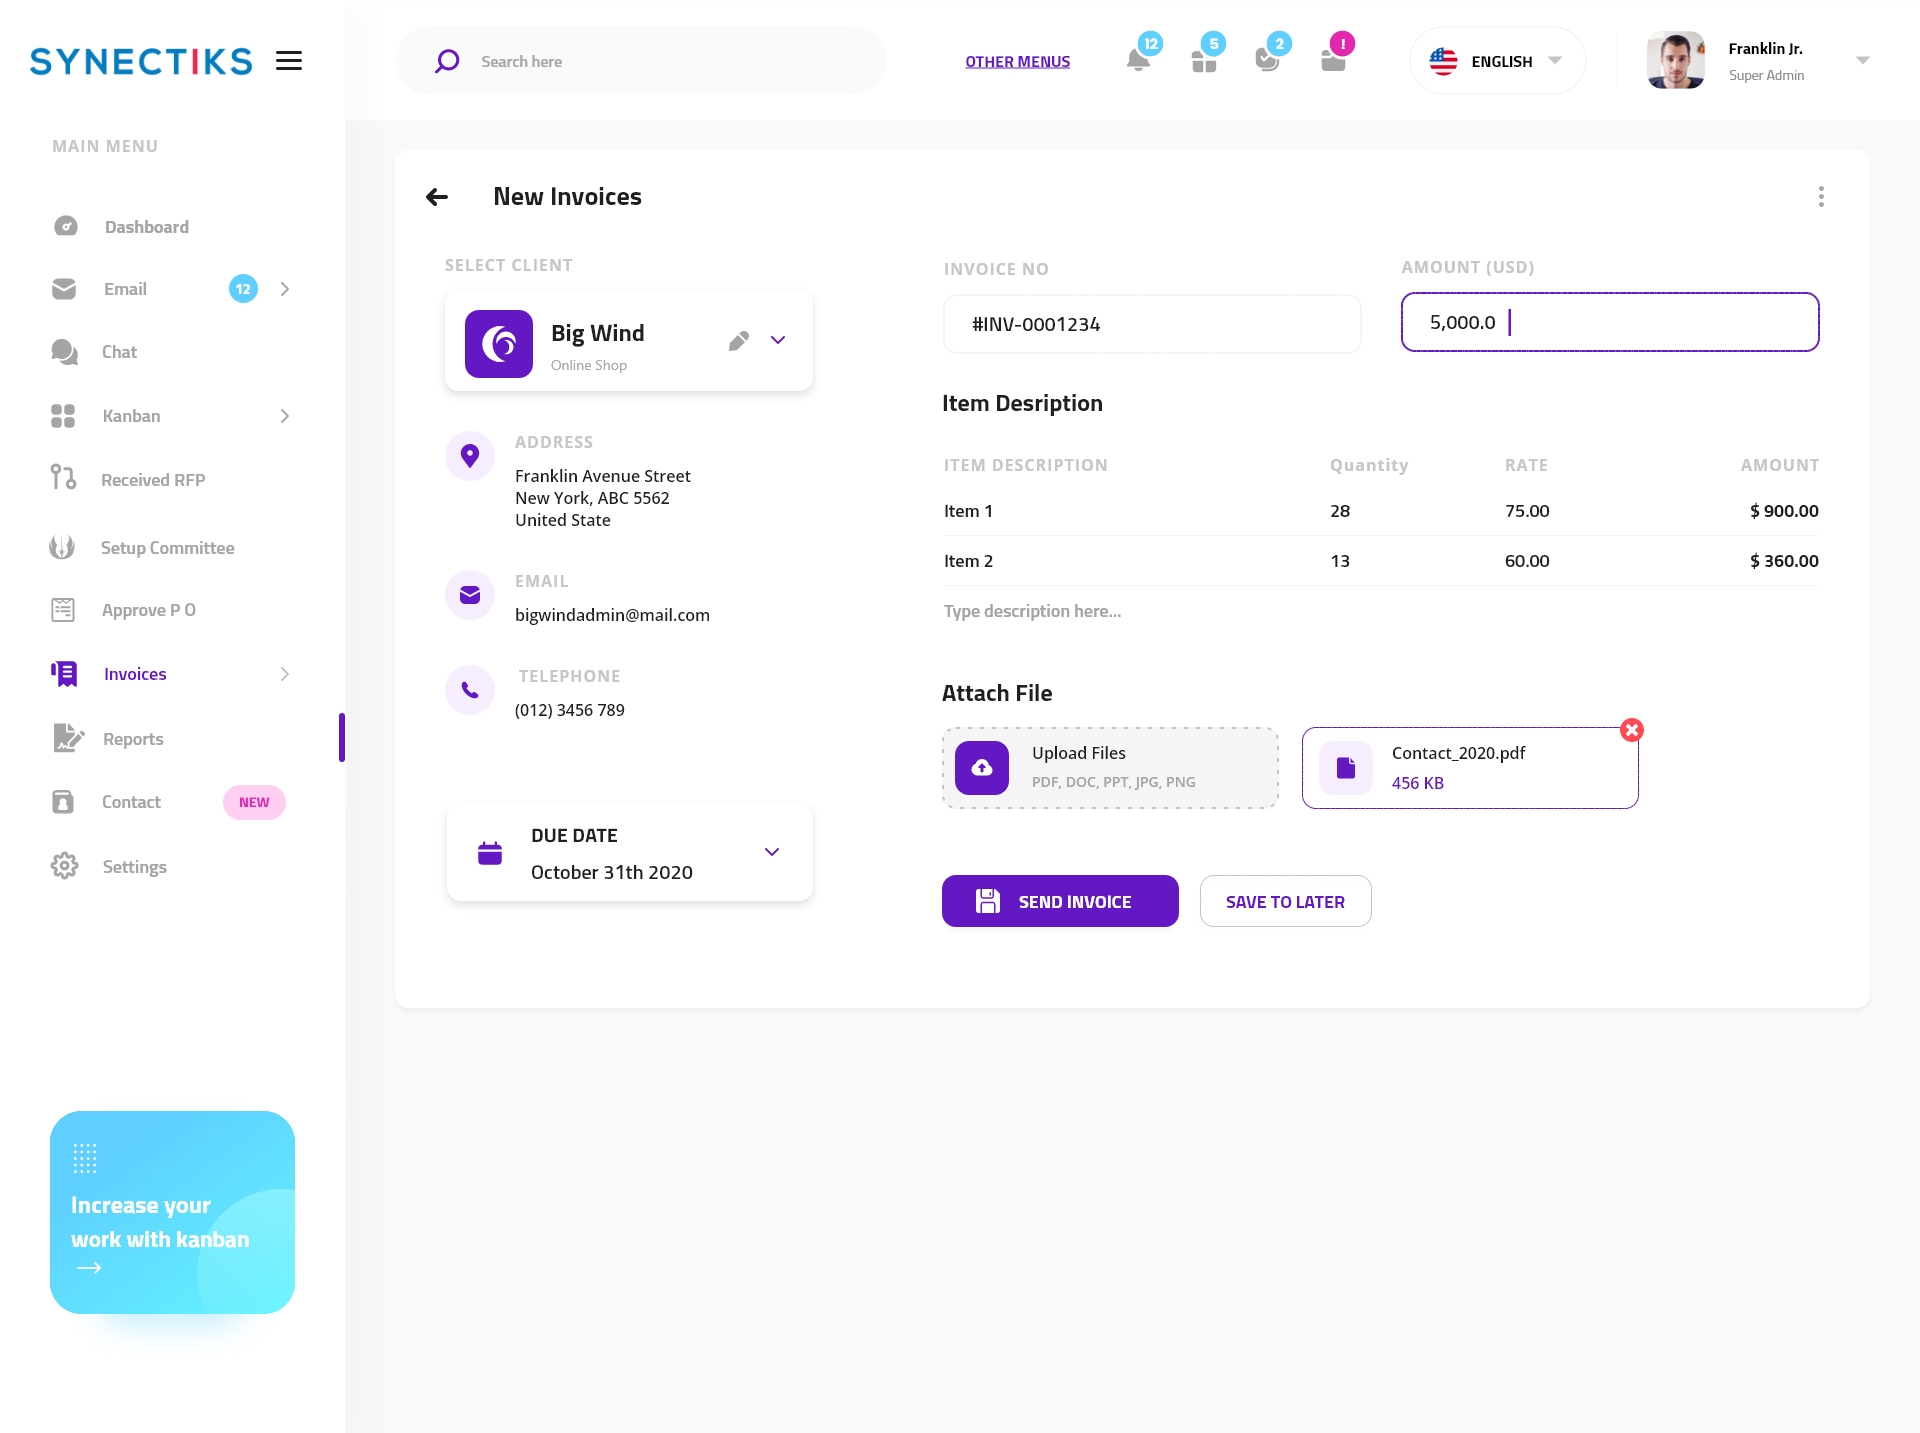 SYNECTIKS
Search here
OTHER MENUS
12
5
2
!
ENGLISH
Franklin Jr.
Super Admin
MAIN MENU
Dashboard
Email
12
Chat
Kanban
Received RFP
Setup Committee
Approve P O
Invoices
Reports
Contact
NEW
Settings
Increase your
work with kanban
New Invoices
SELECT CLIENT
Big Wind
Online Shop
ADDRESS
Franklin Avenue Street
New York, ABC 5562
United State
EMAIL
bigwindadmin@mail.com
TELEPHONE
(012) 3456 789
DUE DATE
October 31th 2020
INVOICE NO
#INV-0001234
AMOUNT (USD)
5,000.0
Item Desription
ITEM DESCRIPTION Quantity RATE AMOUNT
Item 1 28 75.00 $ 900.00
Item 2 13 60.00 $ 360.00
Type description here...
Attach File
Upload Files
PDF, DOC, PPT, JPG, PNG
Contact_2020.pdf
456 KB
SEND INVOICE
SAVE TO LATER